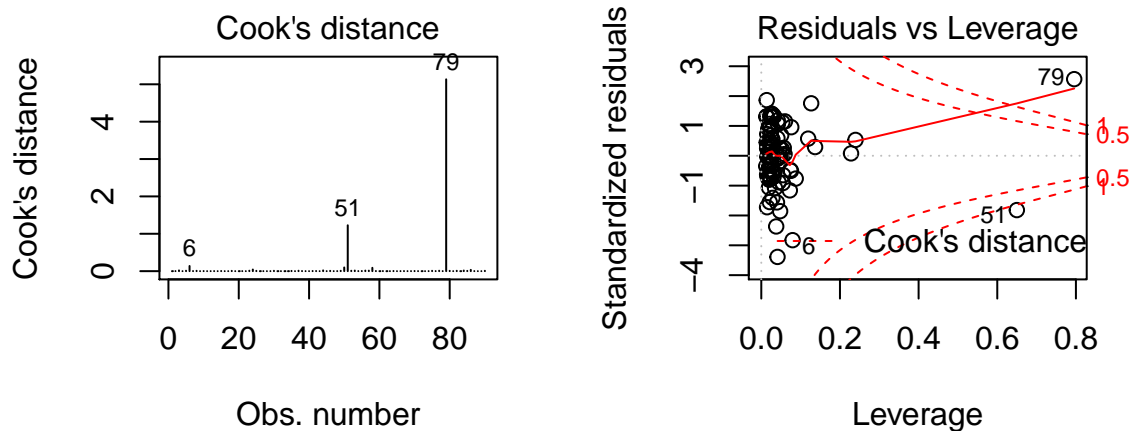 Cook's distance
Cook's distance
0 2 4
6
51
79
0 20 40 60 80
Obs. number
Residuals vs Leverage
Standardized residuals
-4 -1 1 3
79
51
6
1
0.5
0.5
1
Cook's distance
0.0 0.2 0.4 0.6 0.8
Leverage